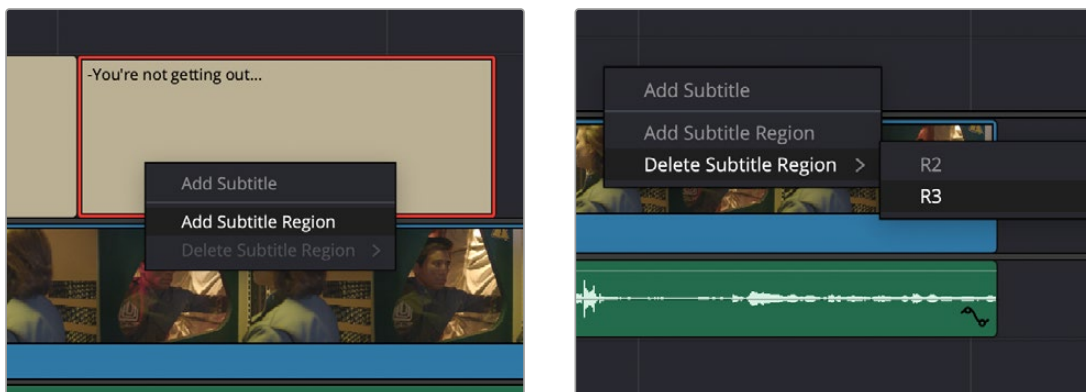 -You're not getting out...
Add Subtitle
Add Subtitle Region
Delete Subtitle Region >
Add Subtitle
Add Subtitle Region
Delete Subtitle Region >
R2
R3